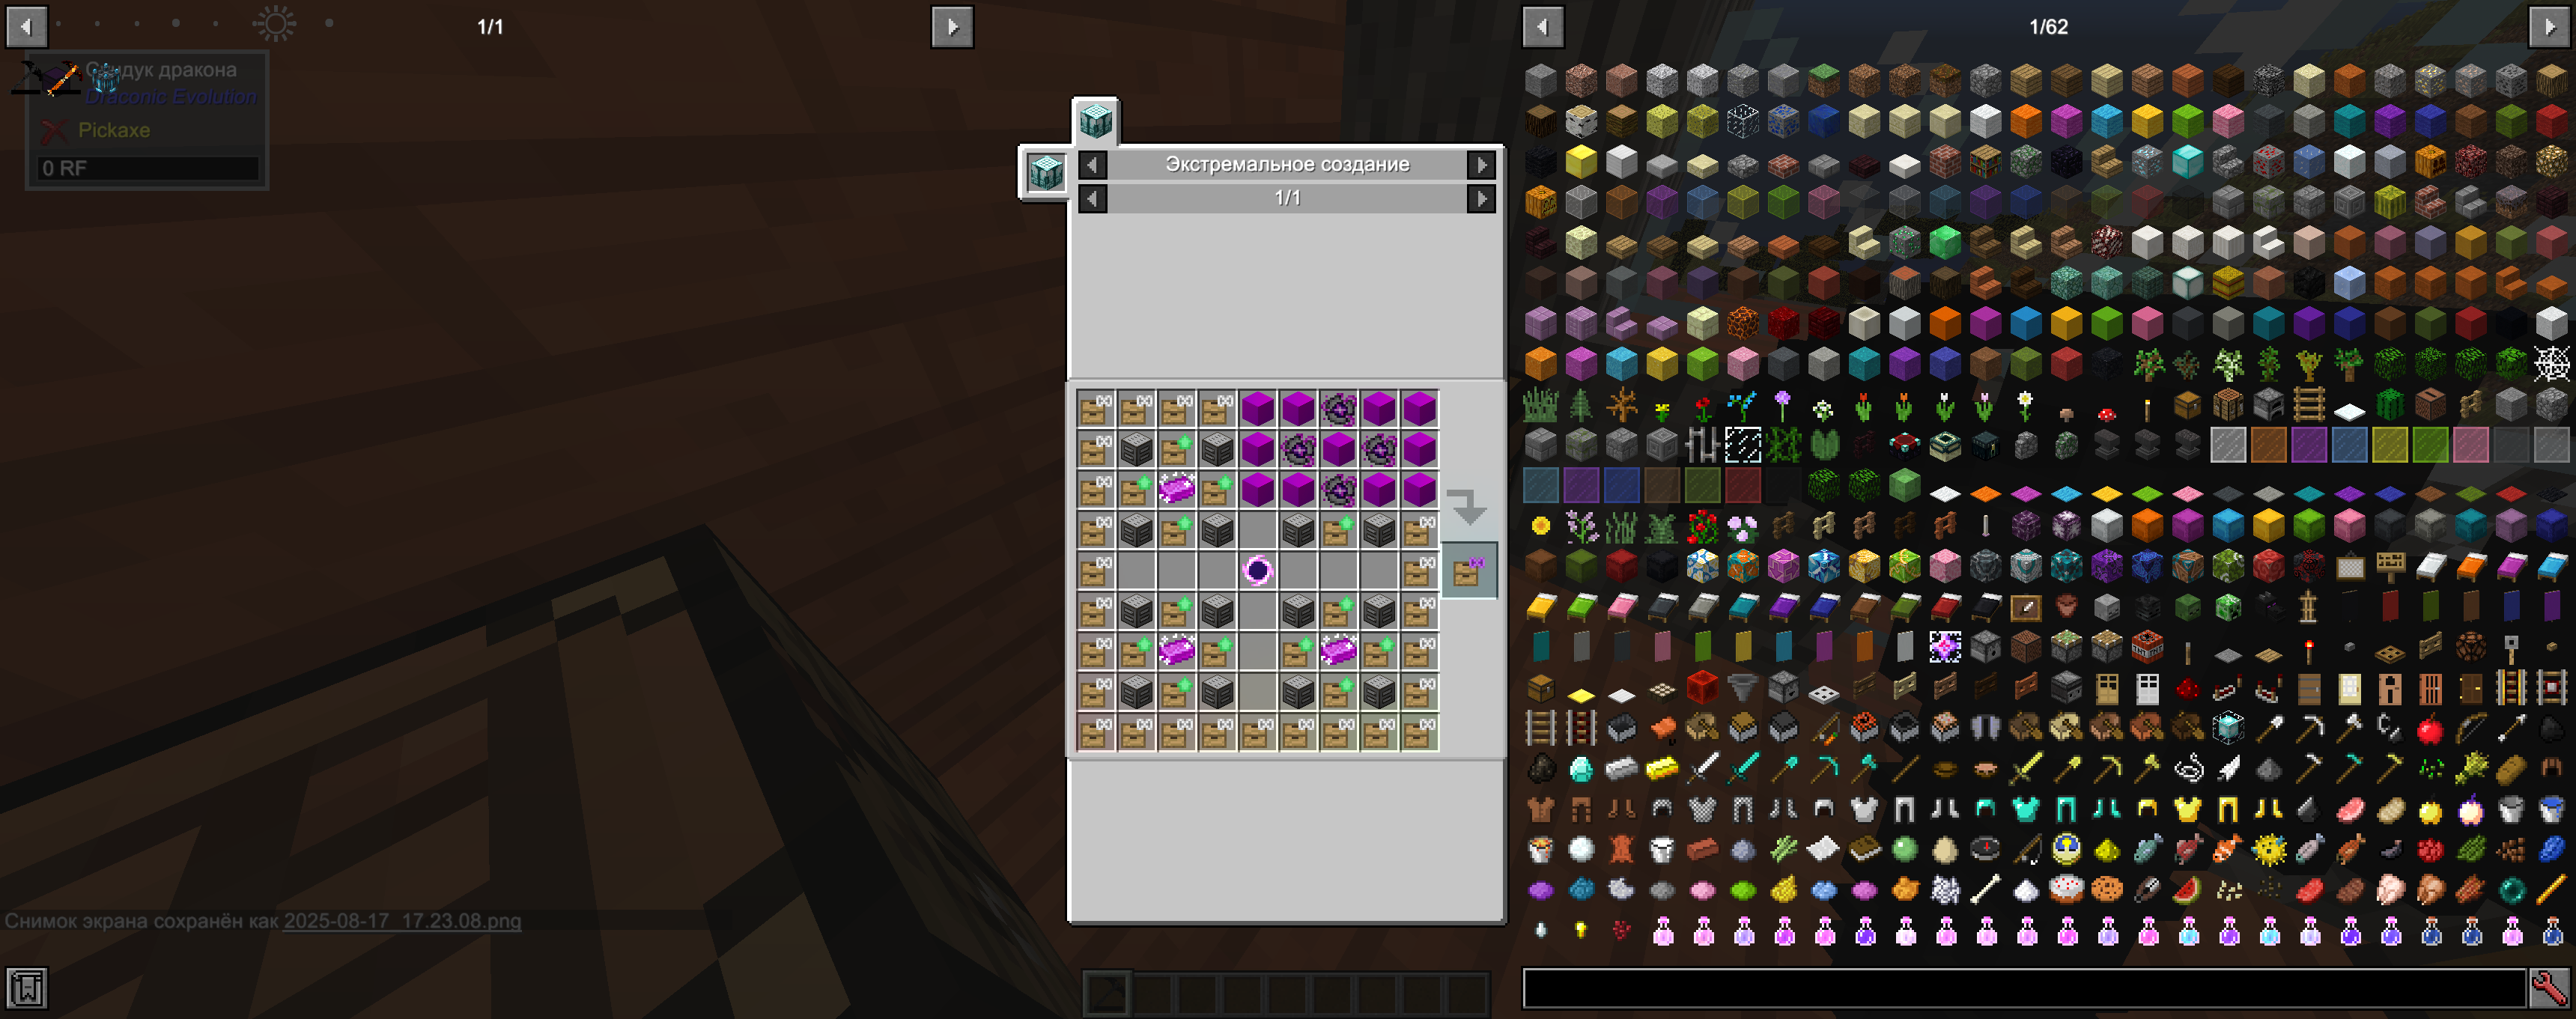 1/1
1/62
Сундук дракона
Draconic Evolution
Pickaxe
0 RF
Экстремальное создание
1/1
Снимок экрана сохранён как 2025-08-17_17.23.08.png